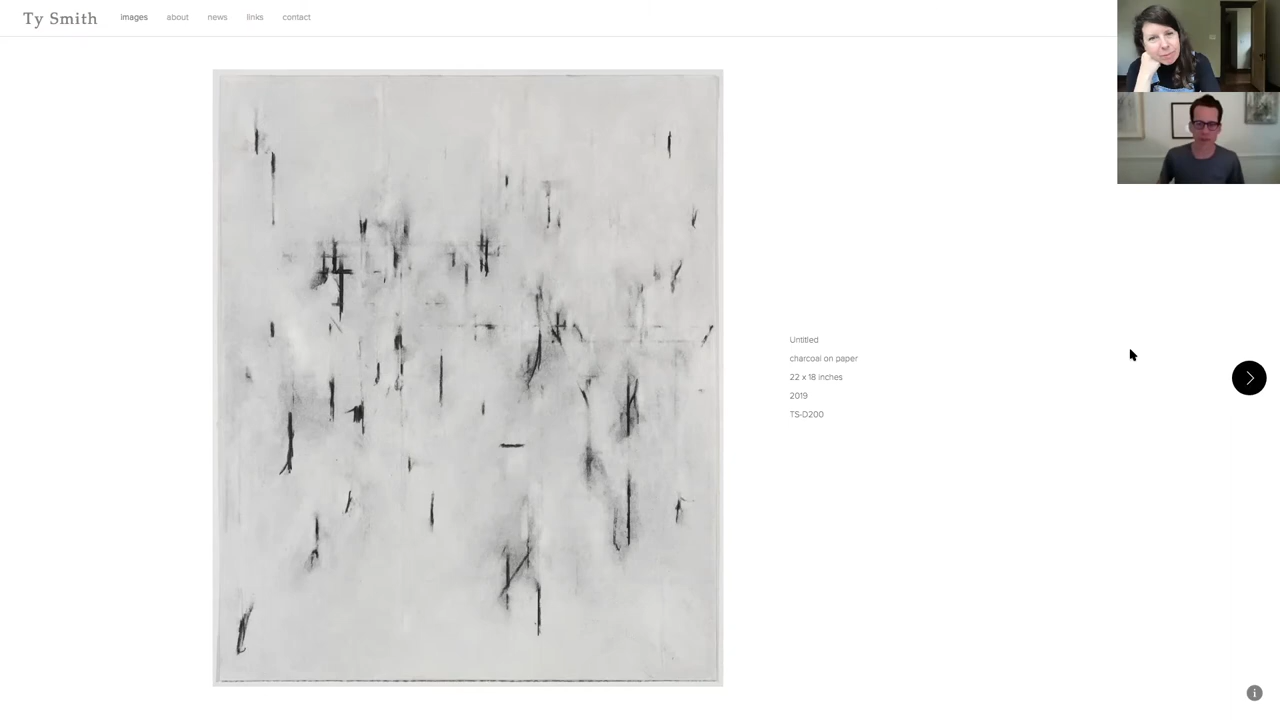 Ty Smith
images about news links contact
Untitled
charcoal on paper
22 x 18 inches
2019
TS-D200
i